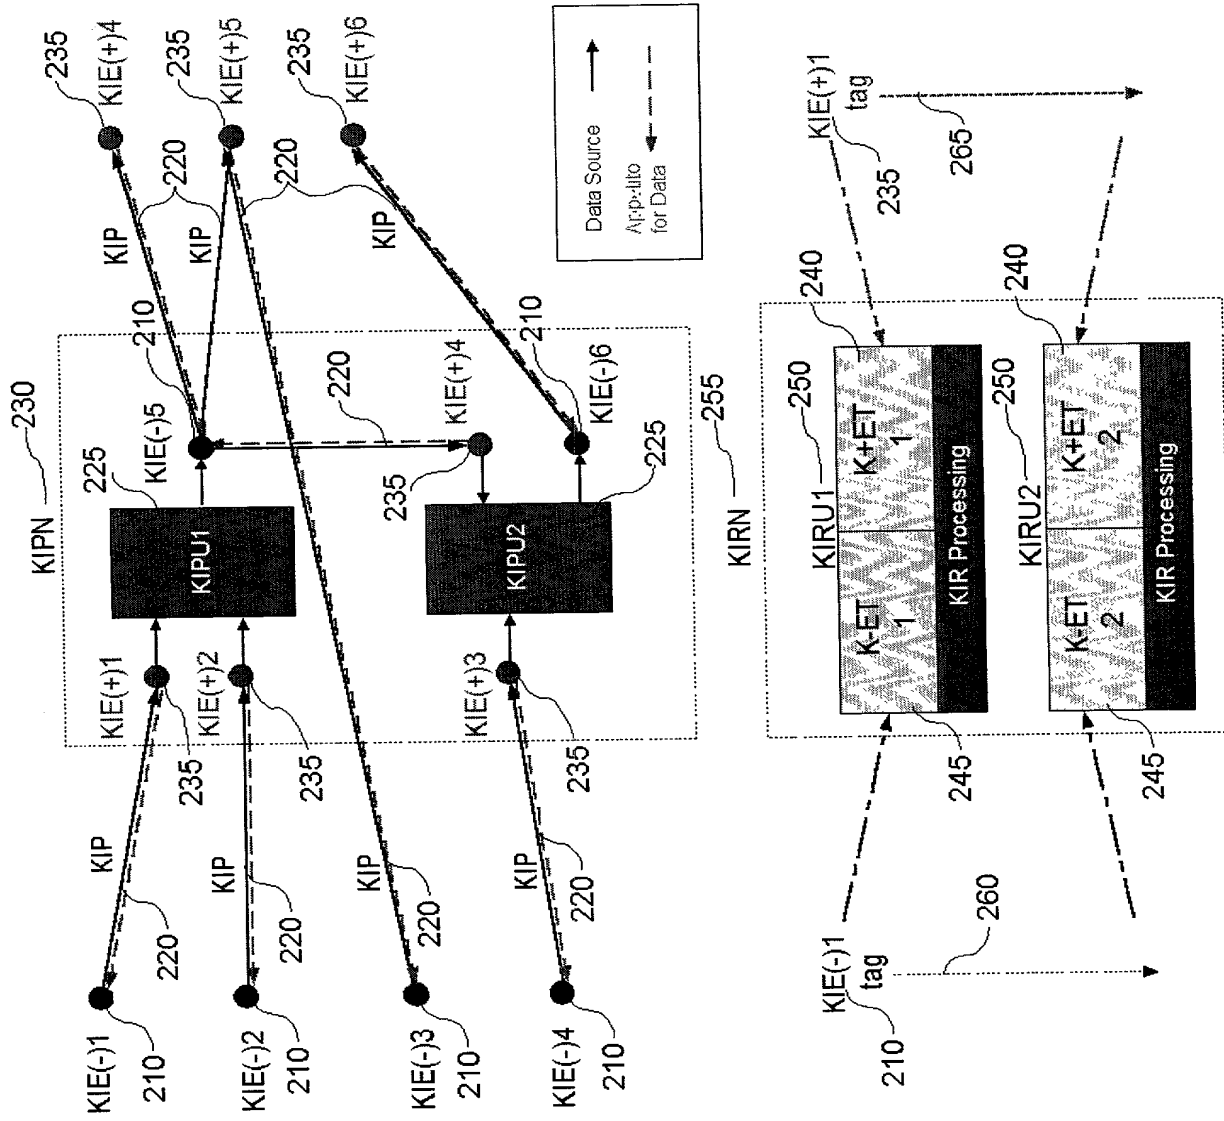 KIPN 230
KIE(-)1
210
KIP
220
KIE(+)1
235
KIPU1
225
KIE(-)5
210
KIP
220
KIE(+)4
235
KIE(-)2
210
KIP
220
KIE(+)2
235
KIP
KIE(+)5
235
KIE(-)3
210
KIP
220
220
220
KIE(+)6
235
KIP
KIE(-)4
210
KIP
220
KIE(+)3
235
KIPU2
225
235
KIE(+)4
KIE(-)6
210
Data Source
for Data
KIRN 255
KIE(-)1
tag
210
260
KIRU1 250
K-ET
1
K+ET
1
KIR Processing
240
245
KIE(+)1
tag
235
265
KIRU2 250
K-ET
2
K+ET
2
KIR Processing
240
245